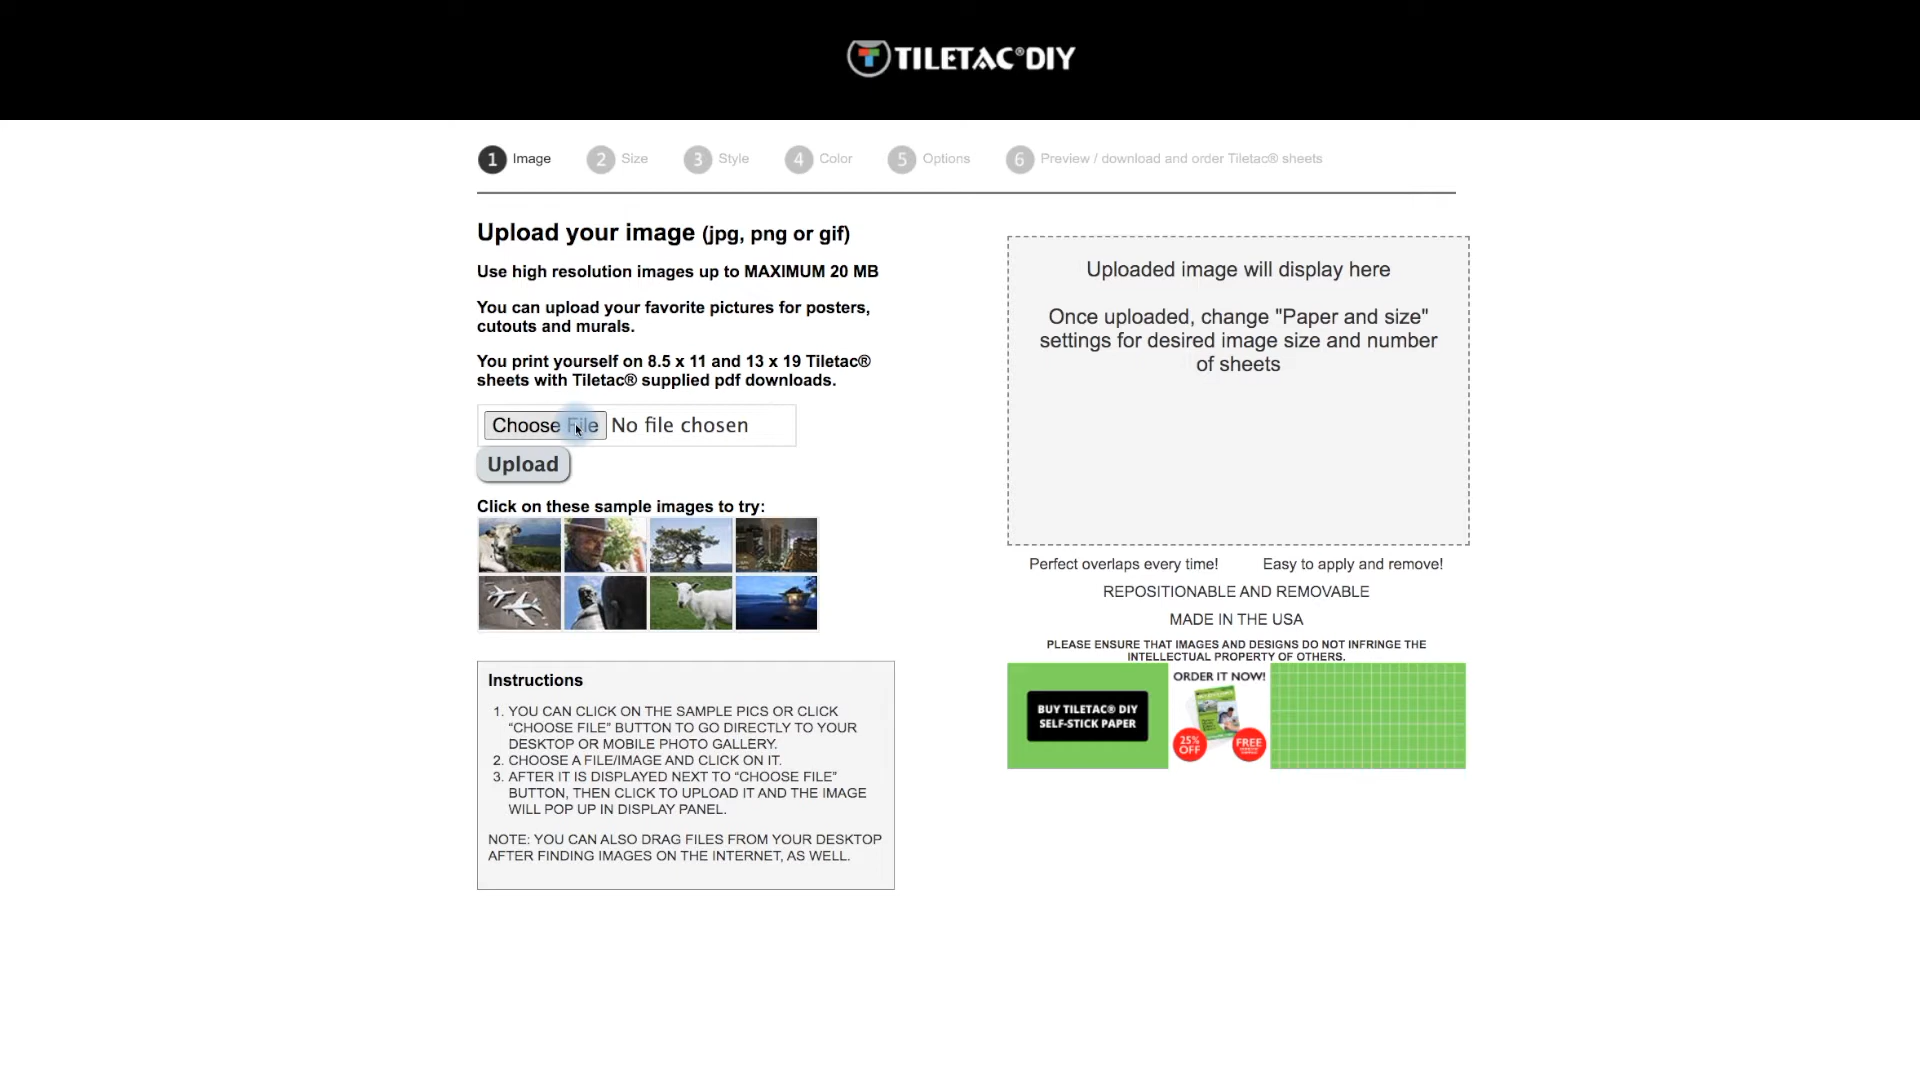 TILETAC® DIY
1 Image 2 Size 3 Style 4 Color 5 Options 6 Preview / download and order Tiletac® sheets
Upload your image (jpg, png or gif)
Use high resolution images up to MAXIMUM 20 MB
You can upload your favorite pictures for posters,
cutouts and murals.
You print yourself on 8.5 x 11 and 13 x 19 Tiletac®
sheets with Tiletac® supplied pdf downloads.
Choose File No file chosen
Upload
Click on these sample images to try:
Instructions
1. YOU CAN CLICK ON THE SAMPLE PICS OR CLICK
“CHOOSE FILE” BUTTON TO GO DIRECTLY TO YOUR
DESKTOP OR MOBILE PHOTO GALLERY.
2. CHOOSE A FILE/IMAGE AND CLICK ON IT.
3. AFTER IT IS DISPLAYED NEXT TO “CHOOSE FILE”
BUTTON, THEN CLICK TO UPLOAD IT AND THE IMAGE
WILL POP UP IN DISPLAY PANEL.
NOTE: YOU CAN ALSO DRAG FILES FROM YOUR DESKTOP
AFTER FINDING IMAGES ON THE INTERNET, AS WELL.
Uploaded image will display here
Once uploaded, change "Paper and size"
settings for desired image size and number
of sheets
Perfect overlaps every time! Easy to apply and remove!
REPOSITIONABLE AND REMOVABLE
MADE IN THE USA
PLEASE ENSURE THAT IMAGES AND DESIGNS DO NOT INFRINGE THE
INTELLECTUAL PROPERTY OF OTHERS.
BUY TILETAC® DIY
SELF-STICK PAPER
ORDER IT NOW!
25%
OFF
FREE